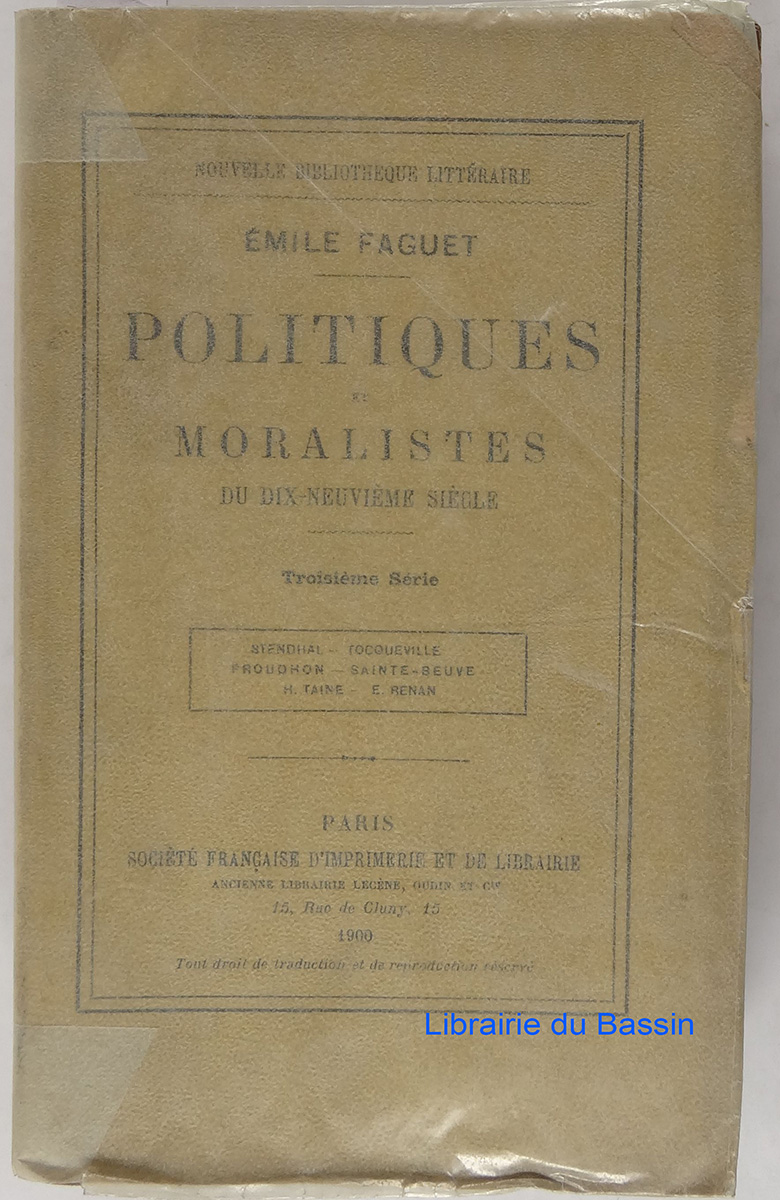 NOUVELLE BIBLIOTHÈQUE LITTÉRAIRE
ÉMILE FAGUET
POLITIQUES
ET
MORALISTES
DU DIX-NEUVIÈME SIÈCLE
Troisième Série
STENDHAL - TOCQUEVILLE
PROUDHON — SAINTE-BEUVE
H. TAINE - E. RENAN
PARIS
SOCIÉTÉ FRANÇAISE D'IMPRIMERIE ET DE LIBRAIRIE
ANCIENNE LIBRAIRIE LECÈNE, OUDIN ET Cie
15, Rue de Cluny, 15
1900
Tout droit de traduction et de reproduction réservé
Librairie du Bassin